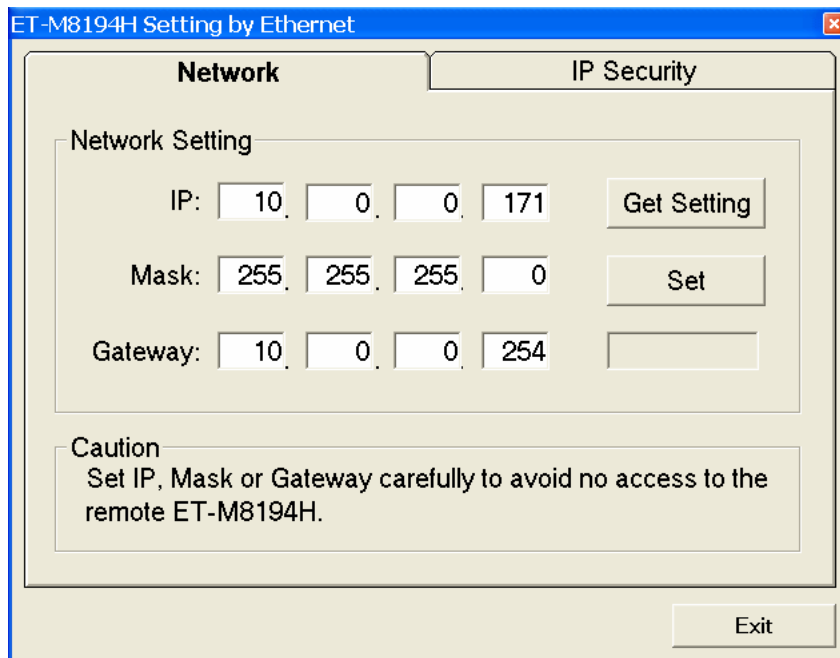 ET-M8194H Setting by Ethernet
Network
IP Security
Network Setting
IP: 10. 0. 0. 171
Get Setting
Mask: 255. 255. 255. 0
Set
Gateway: 10. 0. 0. 254
Caution
Set IP, Mask or Gateway carefully to avoid no access to the
remote ET-M8194H.
Exit